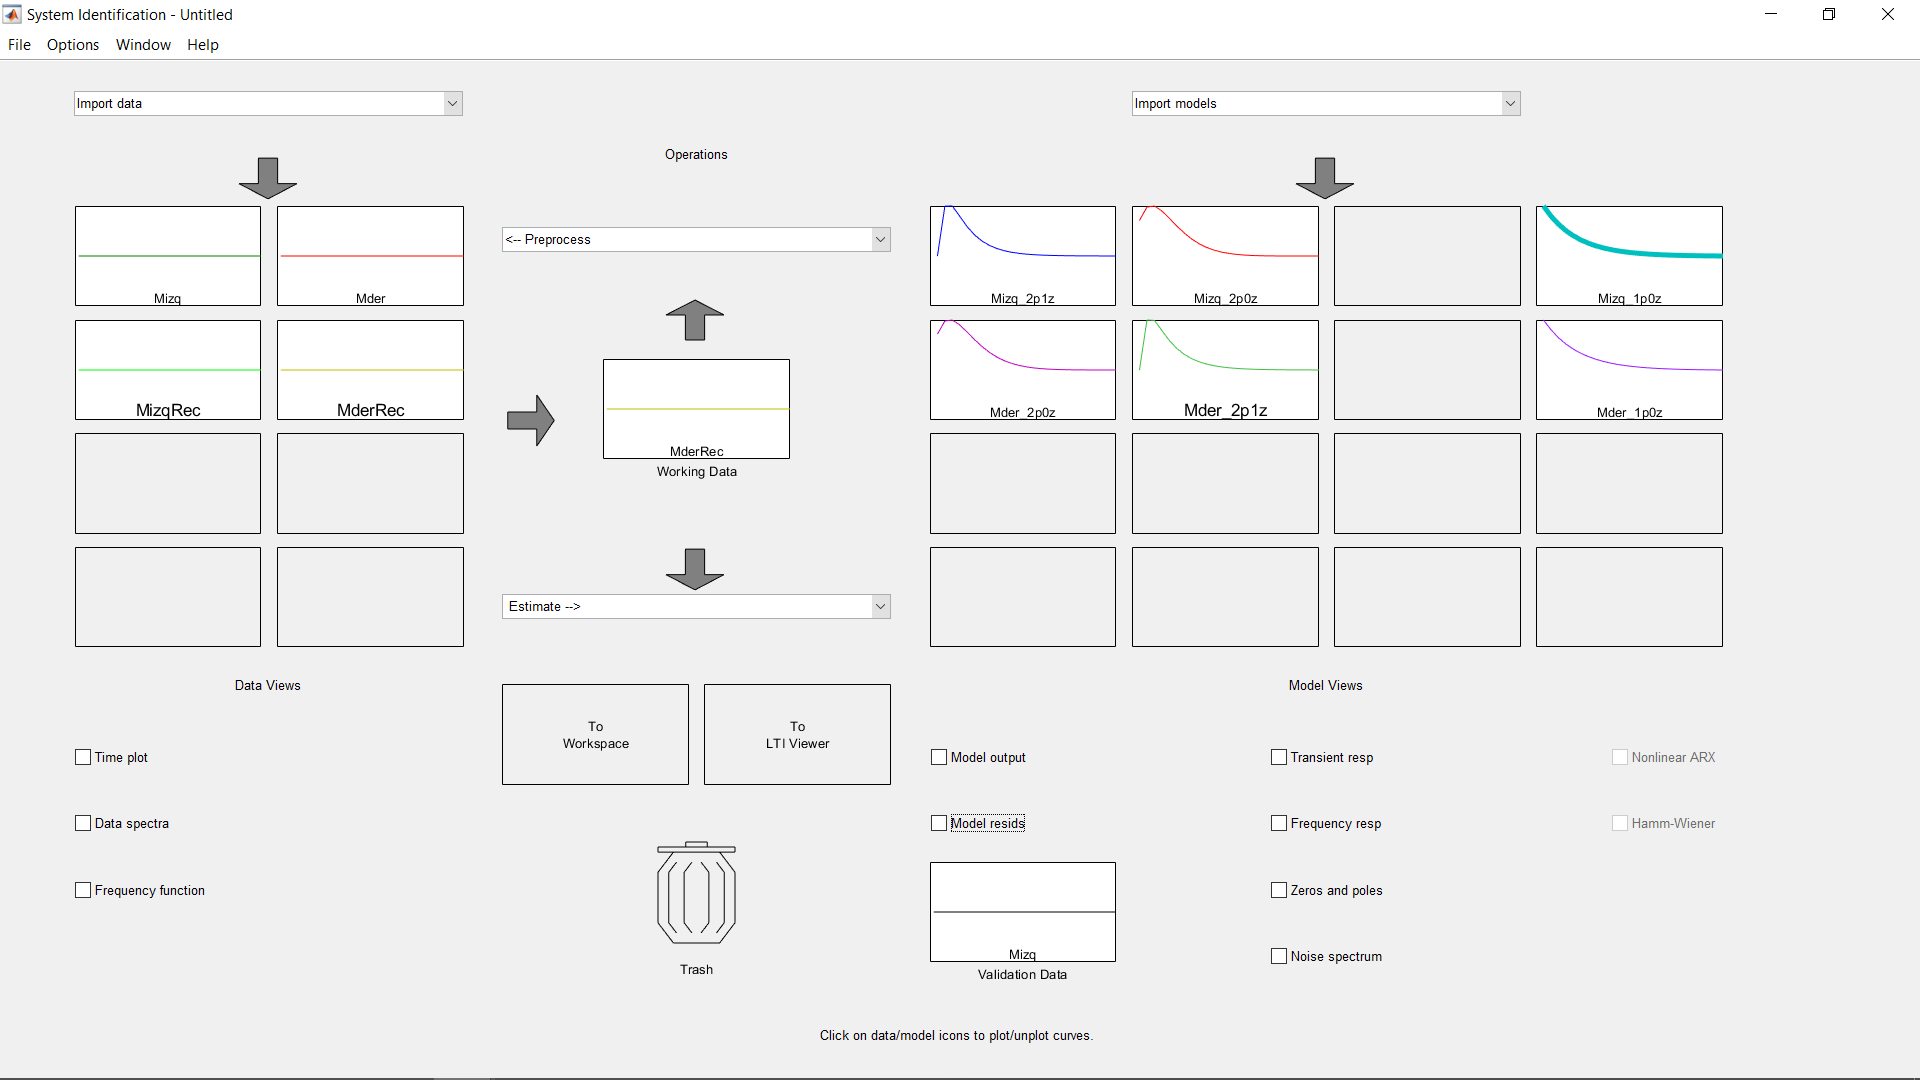 System Identification - Untitled
File Options Window Help
Import data
Import models
Operations
<-- Preprocess
Mizq
Mder
Mizq_2p1z
Mizq_2p0z
Mizq_1p0z
MizqRec
MderRec
MderRec
Working Data
Mder_2p0z
Mder_2p1z
Mder_1p0z
Estimate -->
Data Views
Model Views
To
Workspace
To
LTI Viewer
Time plot
Data spectra
Frequency function
Model output
Model resids
Transient resp
Frequency resp
Zeros and poles
Noise spectrum
Nonlinear ARX
Hamm-Wiener
Trash
Mizq
Validation Data
Click on data/model icons to plot/unplot curves.